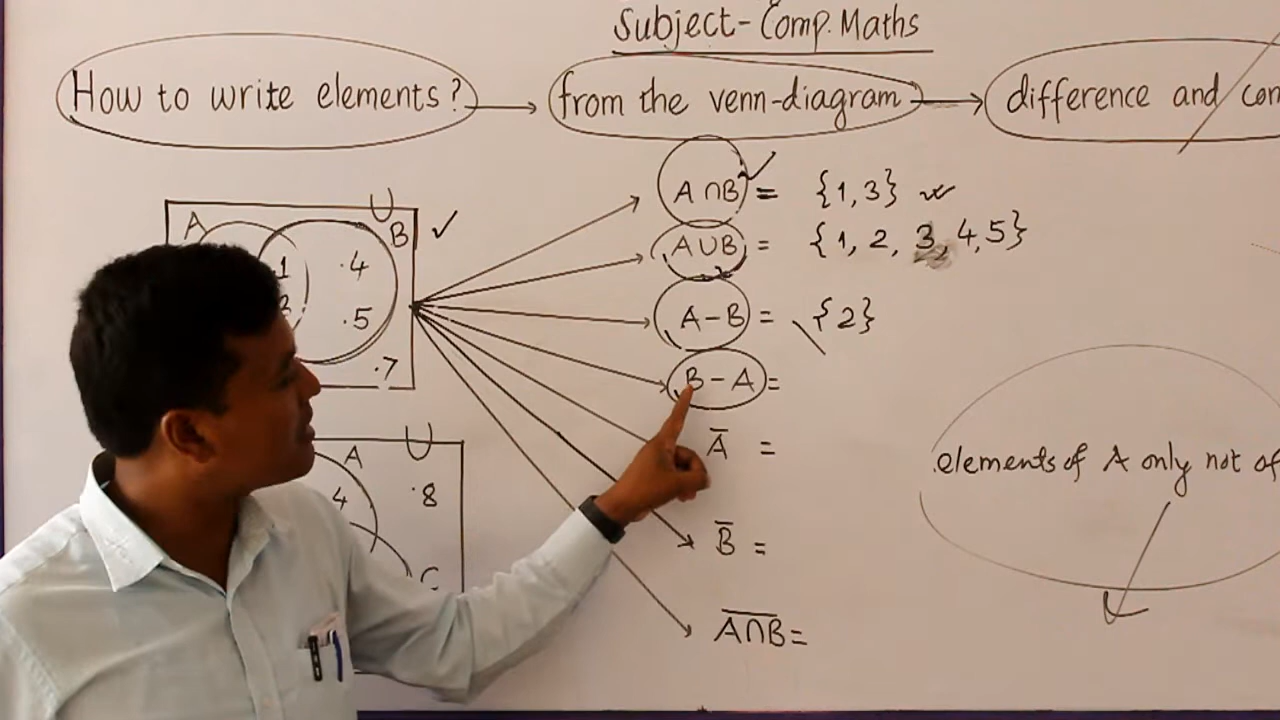 Subject - Comp. Maths
How to write elements? → from the venn-diagram → difference and con
A U B
1 .4
3 .5
.7
A∩B = {1, 3}
A∪B = {1, 2, 3, 4, 5}
A - B = {2}
B - A =
A̅ =
B̅ =
A̅∩̅B̅ =
A U
4 .8
C
elements of A only not of